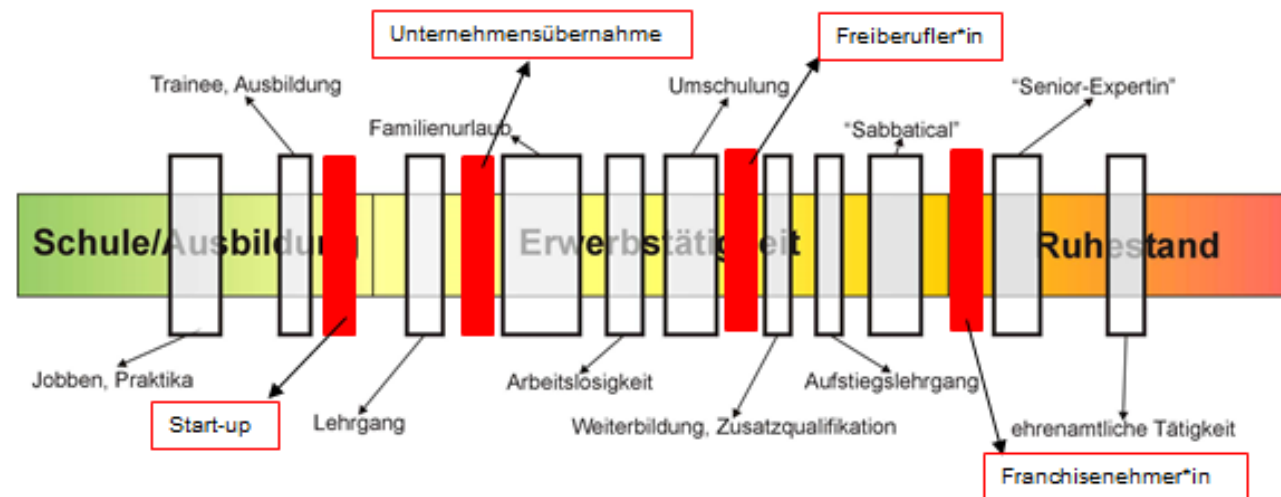 Unternehmensübernahme
Freiberufler*in
Trainee, Ausbildung
Umschulung
"Senior-Expertin"
Familienurlaub
"Sabbatical"
Schule/Ausbildung
Erwerbstätigkeit
Ruhestand
Jobben, Praktika
Arbeitslosigkeit
Aufstiegslehrgang
Start-up
Lehrgang
Weiterbildung, Zusatzqualifikation
ehrenamtliche Tätigkeit
Franchisenehmer*in